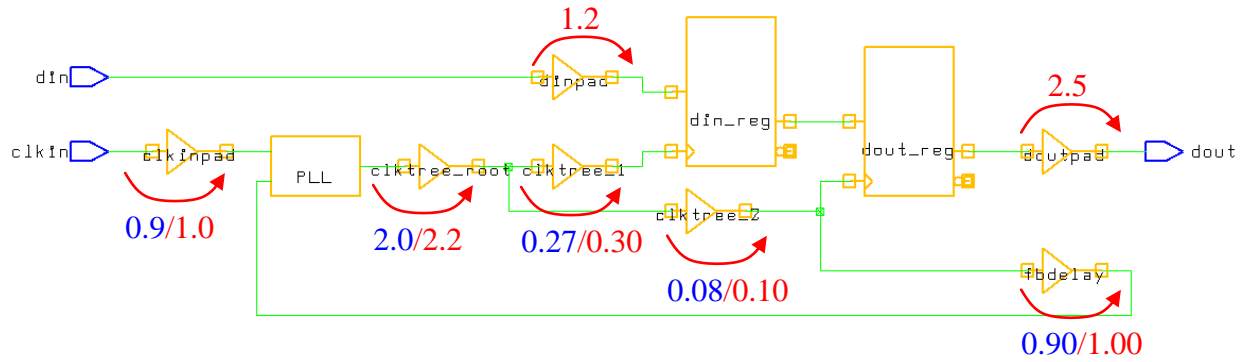 1.2
din
dinpad
din_reg
2.5
clkin
clkinpad
PLL
clktree_root
clktree_1
dout_reg
doutpad
dout
clktree_2
0.9/1.0
2.0/2.2
0.27/0.30
0.08/0.10
fbdelay
0.90/1.00